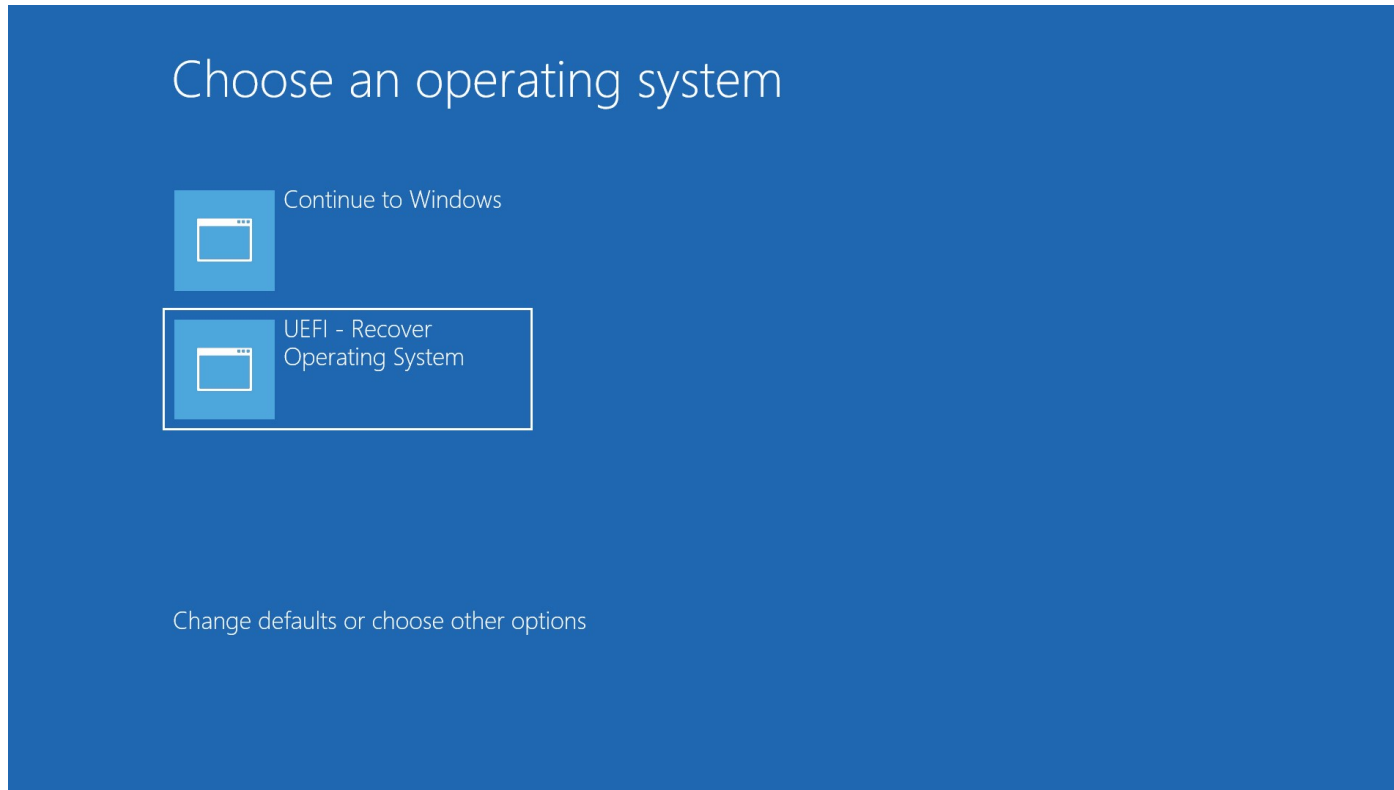 Choose an operating system
Continue to Windows
UEFI - Recover
Operating System
Change defaults or choose other options